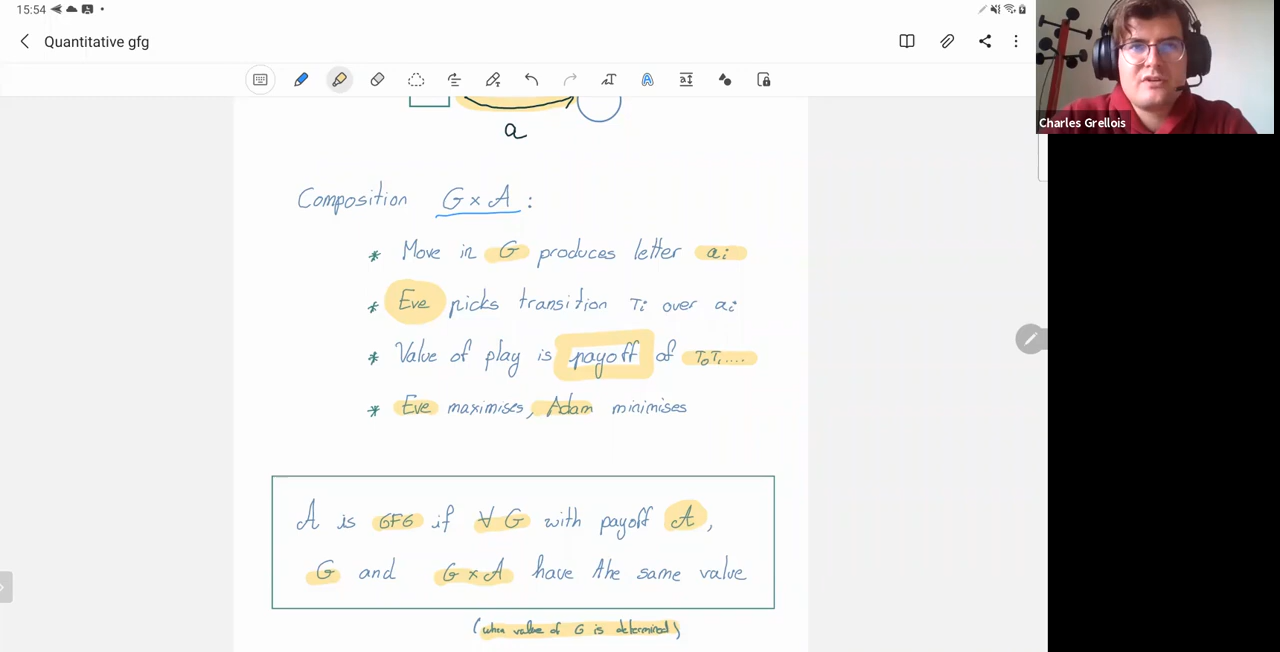 15:54
Quantitative gfg
Charles Grellois
a
Composition G × A :
* Move in G produces letter ai
* Eve picks transition τi over ai
* Value of play is payoff of τ0τ1....
* Eve maximises, Adam minimises
A is GFG if ∀ G with payoff A,
G and G × A have the same value
(when value of G is determined)